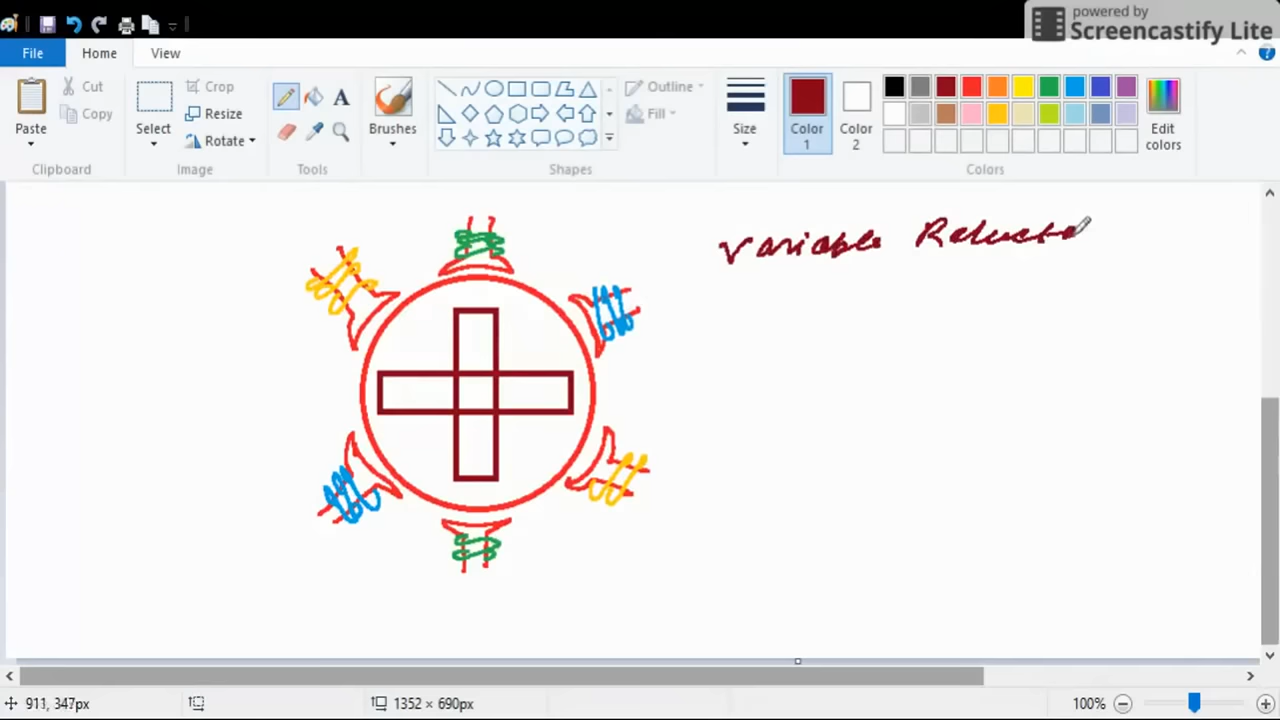 powered by
Screencastify Lite
File Home View
Cut
Copy
Paste
Clipboard
Crop
Resize
Rotate
Select
Image
Tools
Brushes
Outline
Fill
Shapes
Size
Color 1
Color 2
Edit colors
Colors
Variable Relucta
911, 347px
1352 × 690px
100%